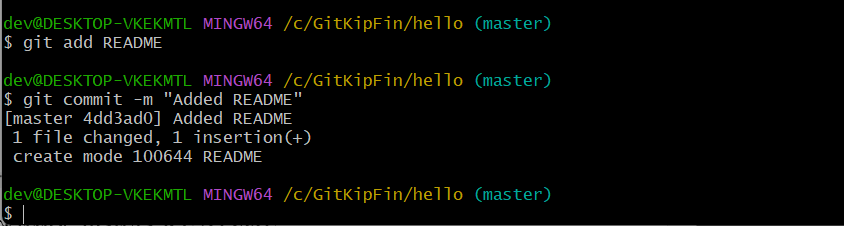 dev@DESKTOP-VKEKMTL MINGW64 /c/GitKipFin/hello (master)
$ git add README
dev@DESKTOP-VKEKMTL MINGW64 /c/GitKipFin/hello (master)
$ git commit -m "Added README"
[master 4dd3ad0] Added README
 1 file changed, 1 insertion(+)
 create mode 100644 README
dev@DESKTOP-VKEKMTL MINGW64 /c/GitKipFin/hello (master)
$